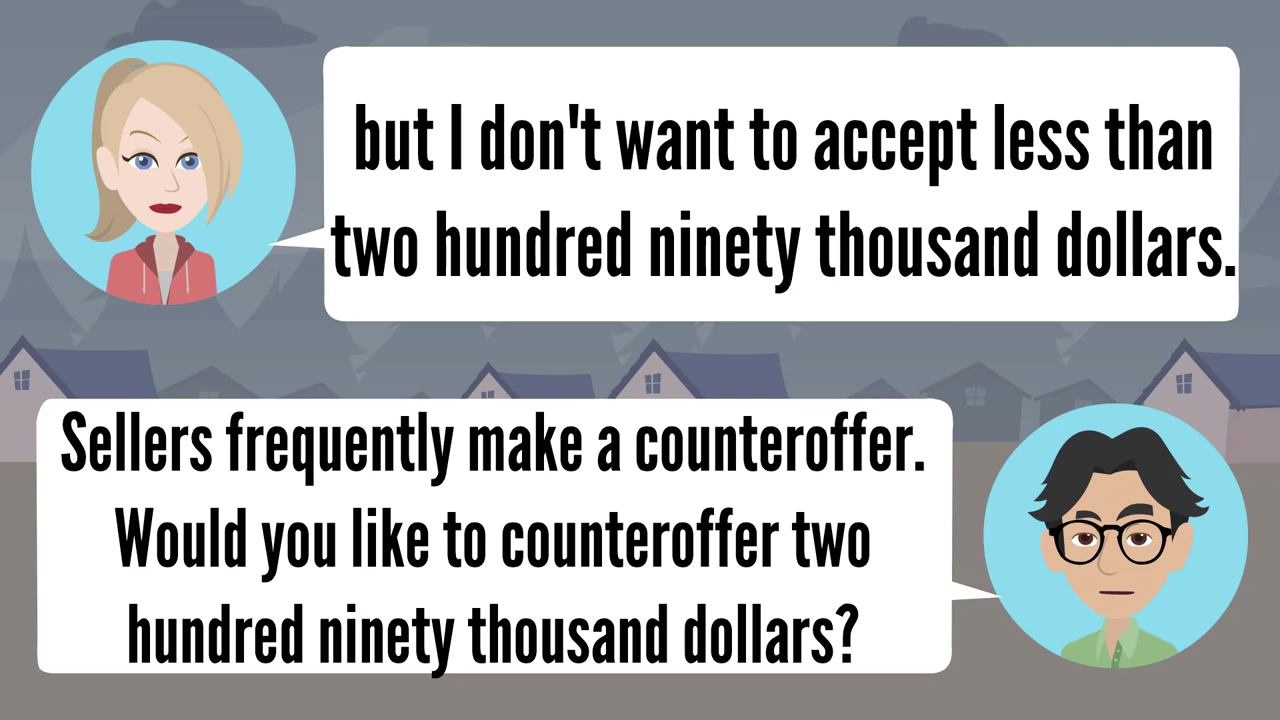 but I don't want to accept less than
two hundred ninety thousand dollars.
Sellers frequently make a counteroffer.
Would you like to counteroffer two
hundred ninety thousand dollars?